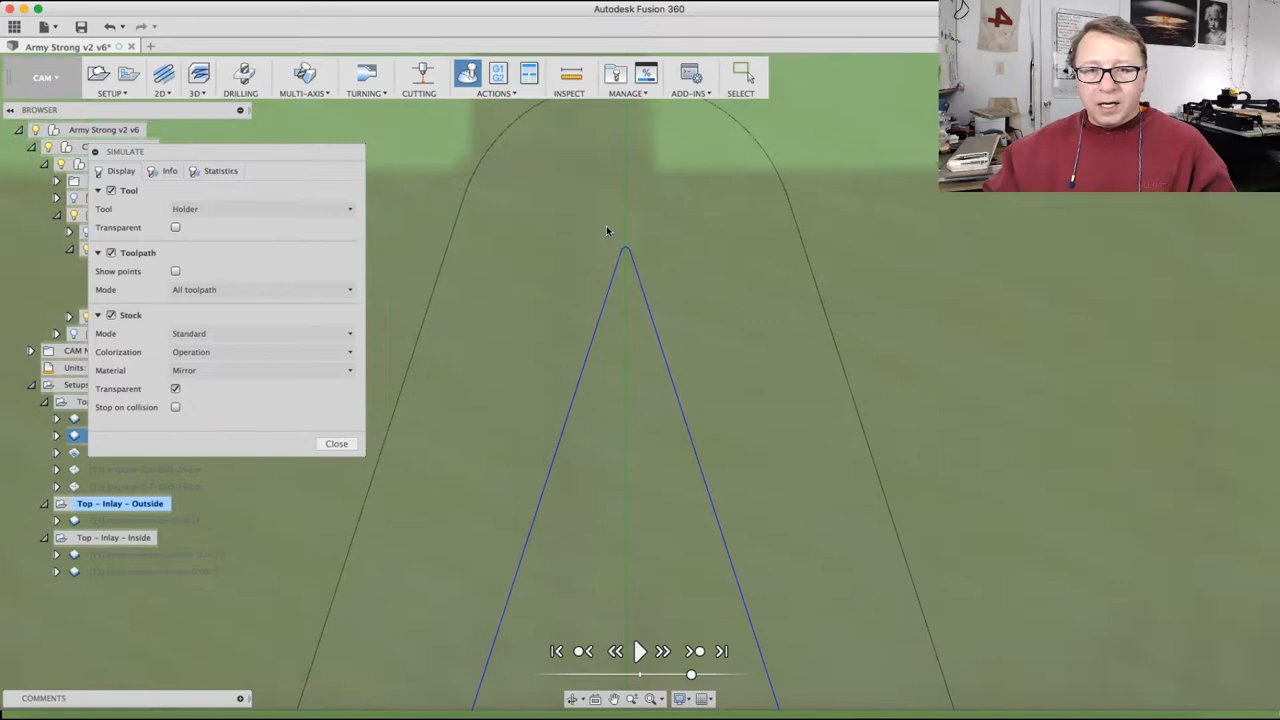 Autodesk Fusion 360
Army Strong v2 v6*
CAM
SETUP
2D
3D
DRILLING
MULTI-AXIS
TURNING
CUTTING
ACTIONS
INSPECT
MANAGE
ADD-INS
SELECT
G1
G2
BROWSER
Army Strong v2 v6
SIMULATE
Display
Info
Statistics
Tool
Tool
Holder
Transparent
Toolpath
Show points
Mode
All toolpath
Stock
Mode
Standard
Colorization
Operation
Material
Mirror
Transparent
Stop on collision
Close
CAM N
Units:
Setups
Top - Inlay - Outside
Top - Inlay - Inside
COMMENTS
4